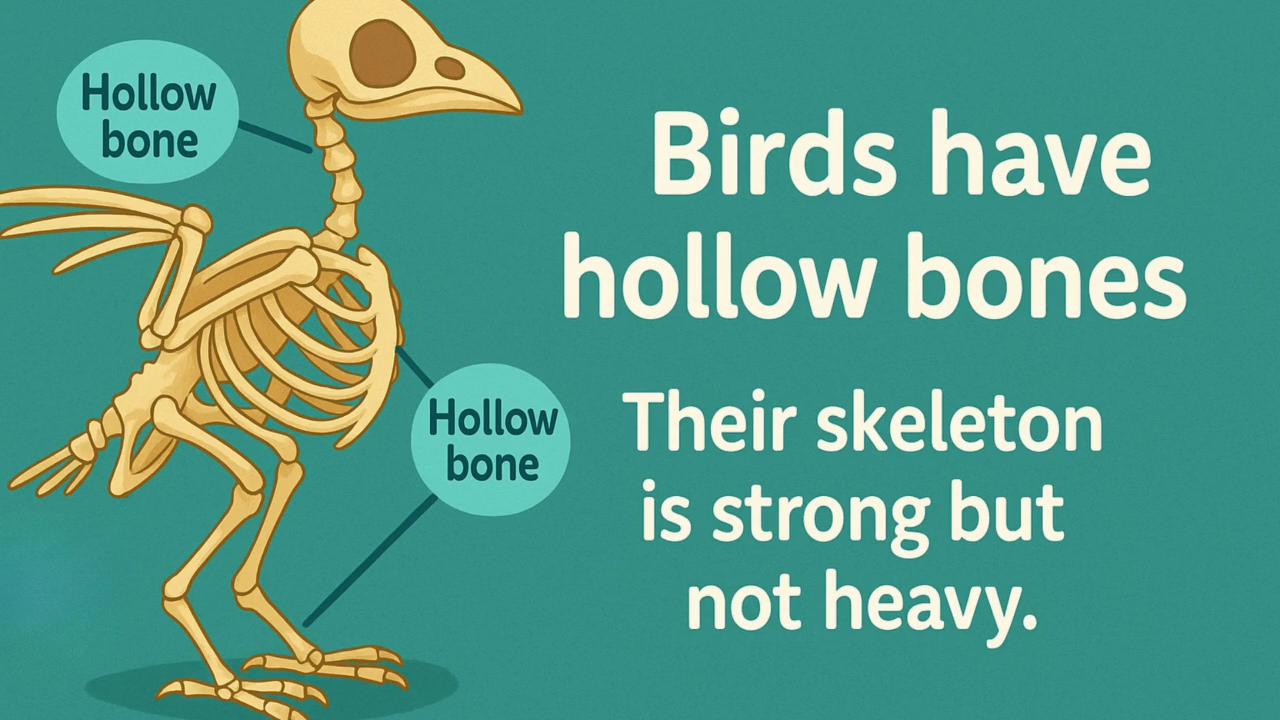 Hollow
bone
Birds have
hollow bones
Hollow
bone
Their skeleton
is strong but
not heavy.